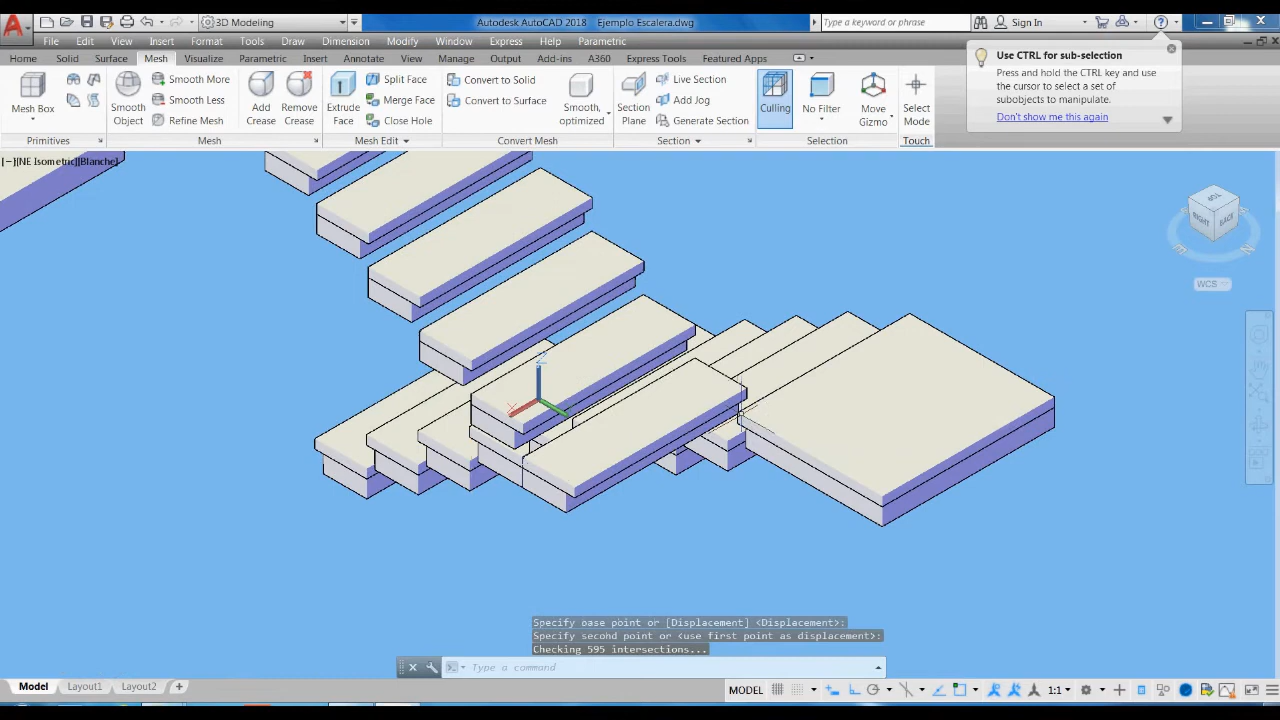 3D Modeling
Autodesk AutoCAD 2018 Ejemplo Escalera.dwg
Type a keyword or phrase
Sign In
File Edit View Insert Format Tools Draw Dimension Modify Window Express Help Parametric
Home Solid Surface Mesh Visualize Parametric Insert Annotate View Manage Output Add-ins A360 Express Tools Featured Apps
Mesh Box
Smooth Object
Smooth More
Smooth Less
Refine Mesh
Add Crease
Remove Crease
Extrude Face
Split Face
Merge Face
Close Hole
Convert to Solid
Convert to Surface
Smooth, optimized
Section Plane
Live Section
Add Jog
Generate Section
Culling
No Filter
Move Gizmo
Select Mode
Primitives
Mesh
Mesh Edit
Convert Mesh
Section
Selection
Touch
Use CTRL for sub-selection
Press and hold the CTRL key and use
the cursor to select a set of
subobjects to manipulate.
Don't show me this again
[−][NE Isometric][Blanche]
TOP
RIGHT
BACK
WCS
Z
X
Specify base point or [Displacement] <Displacement>:
Specify second point or <use first point as displacement>:
Checking 595 intersections...
Type a command
Model Layout1 Layout2 +
MODEL
1:1